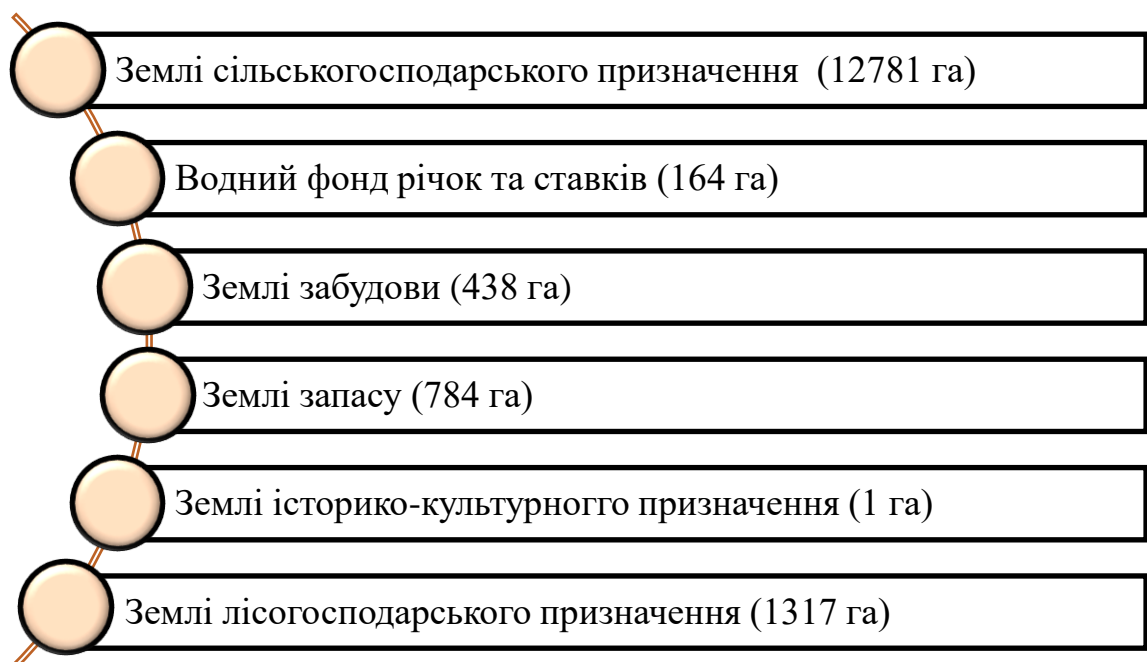 Землі сільськогосподарського призначення  (12781 га)
Водний фонд річок та ставків (164 га)
Землі забудови (438 га)
Землі запасу (784 га)
Землі історико-культурногго призначення (1 га)
Землі лісогосподарського призначення (1317 га)